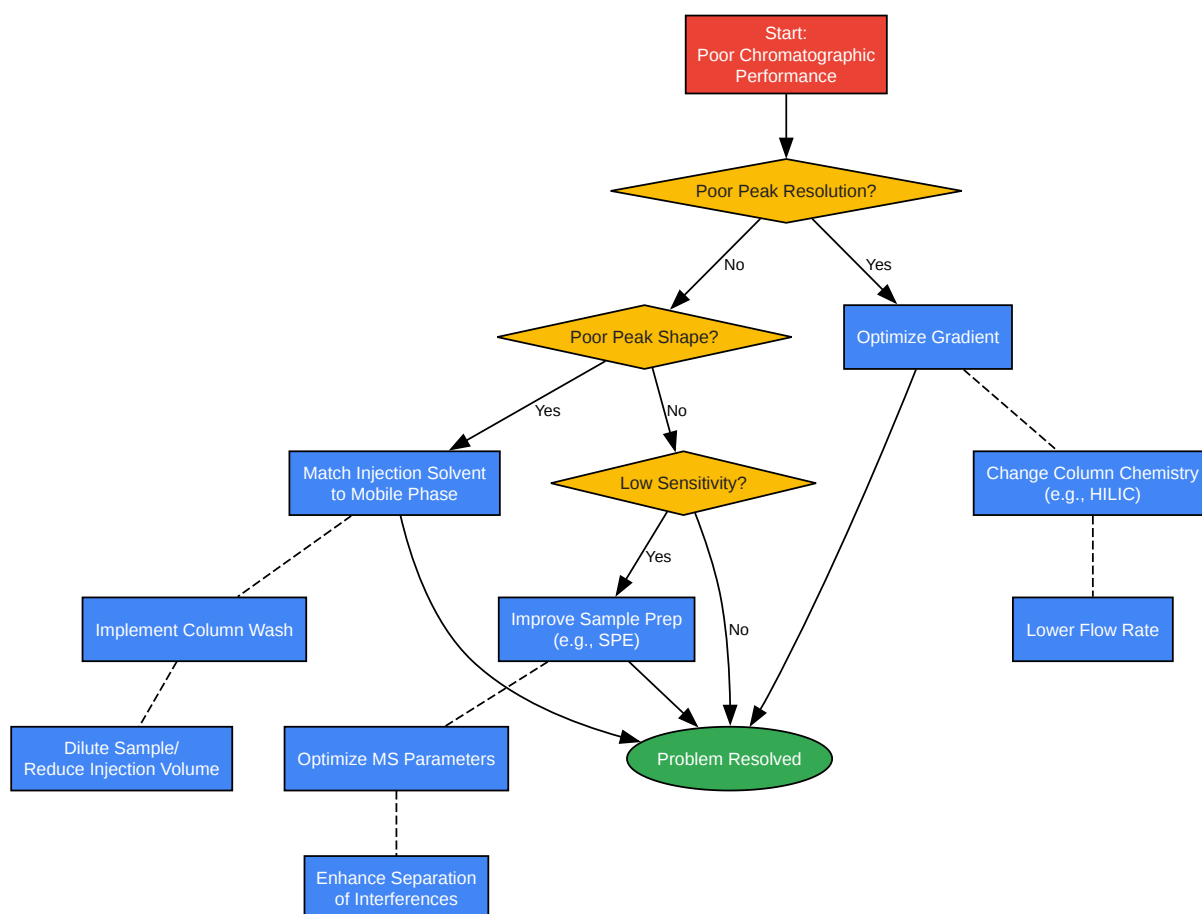 Start:
Poor Chromatographic
Performance
Poor Peak Resolution?
No
Yes
Poor Peak Shape?
Optimize Gradient
Yes
No
Match Injection Solvent
to Mobile Phase
Low Sensitivity?
Change Column Chemistry
(e.g., HILIC)
Yes
No
Implement Column Wash
Improve Sample Prep
(e.g., SPE)
Lower Flow Rate
Dilute Sample/
Reduce Injection Volume
Optimize MS Parameters
Problem Resolved
Enhance Separation
of Interferences